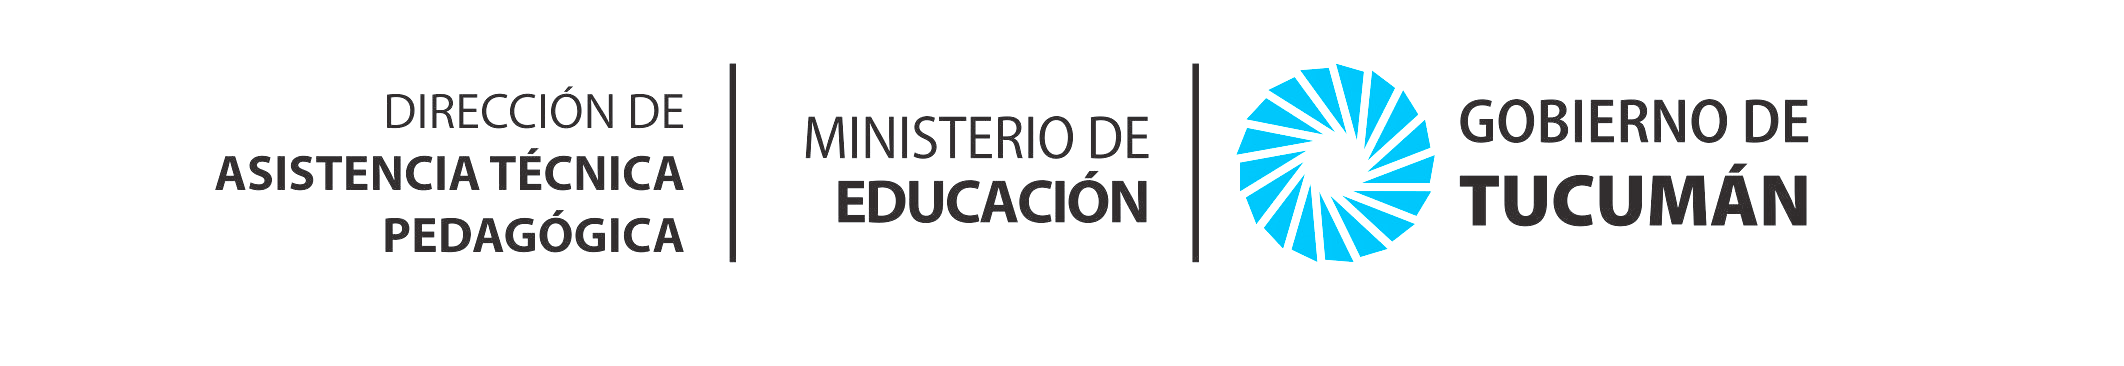 DIRECCIÓN DE
ASISTENCIA TÉCNICA
PEDAGÓGICA
MINISTERIO DE
EDUCACIÓN
GOBIERNO DE
TUCUMÁN